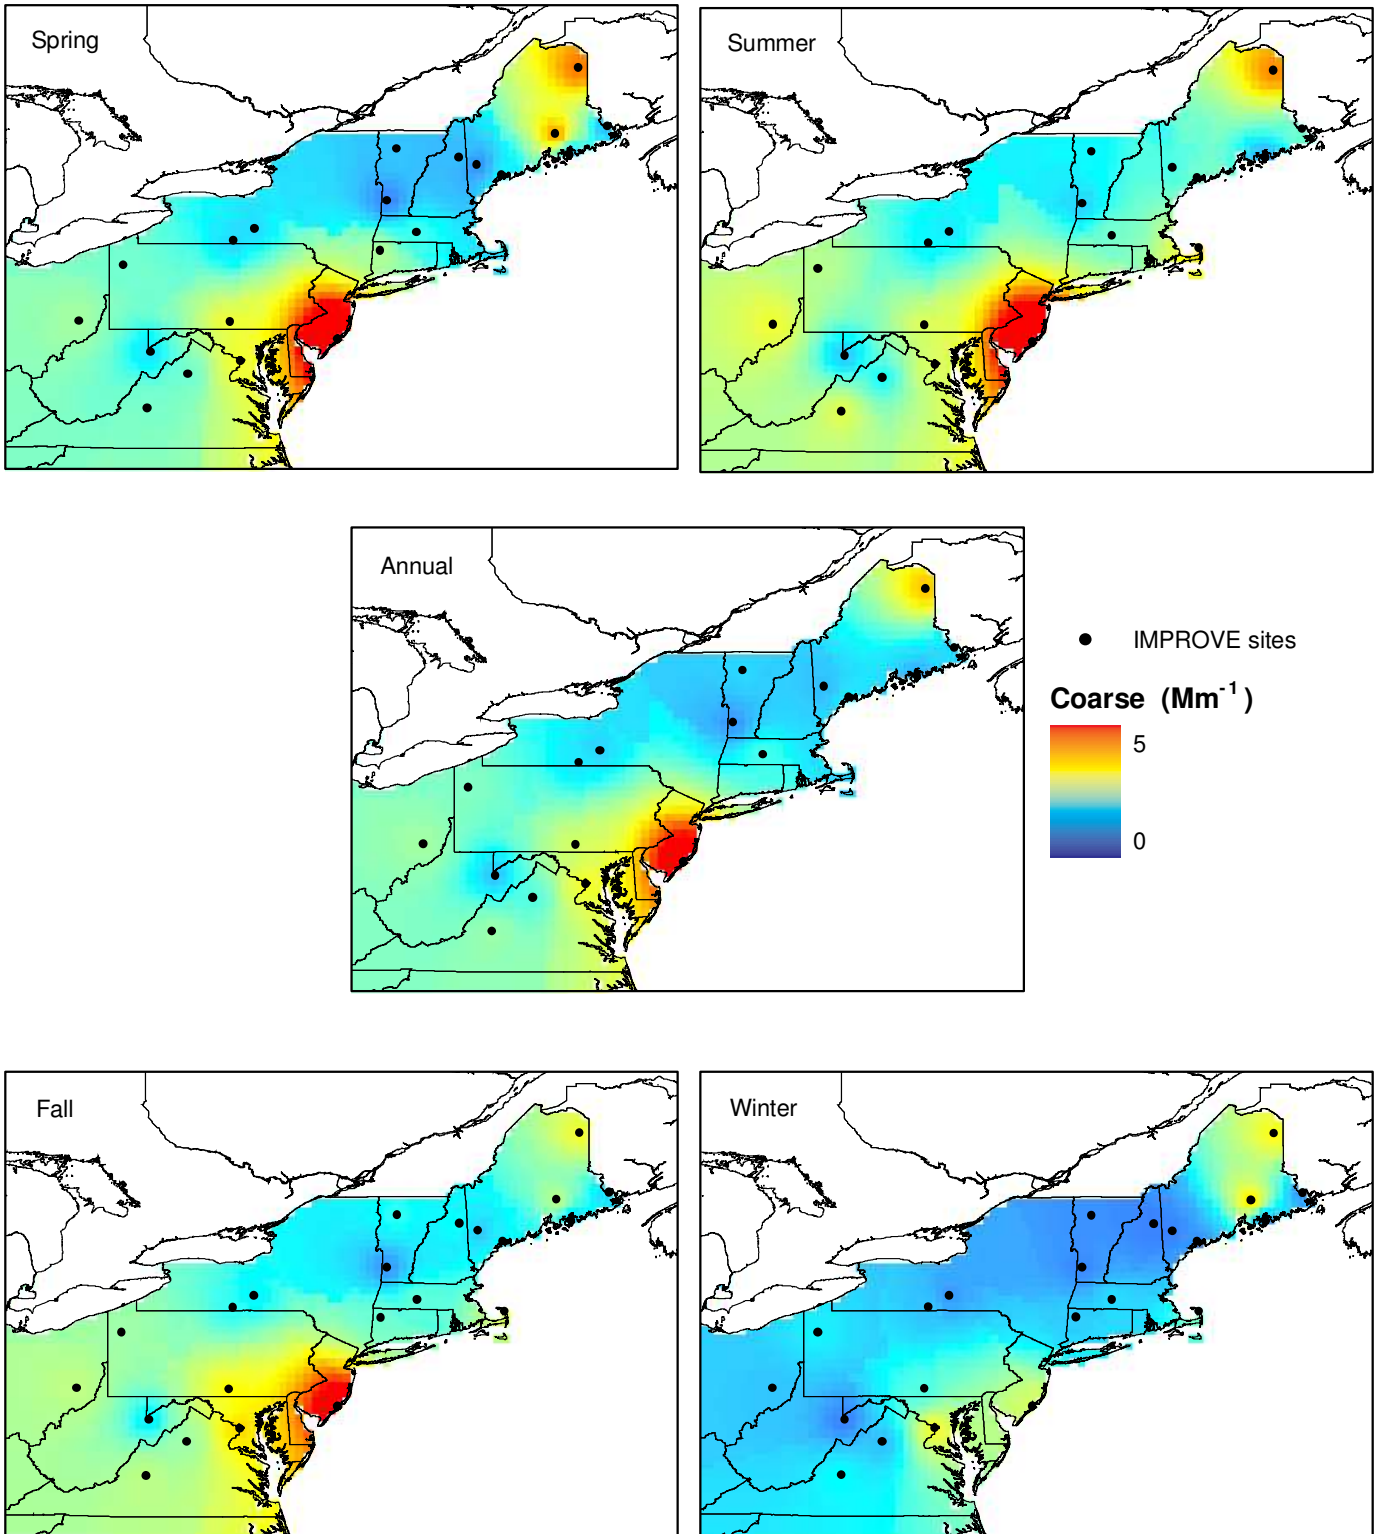 Spring
Summer
Annual
IMPROVE sites
Coarse (Mm⁻¹)
5
0
Fall
Winter